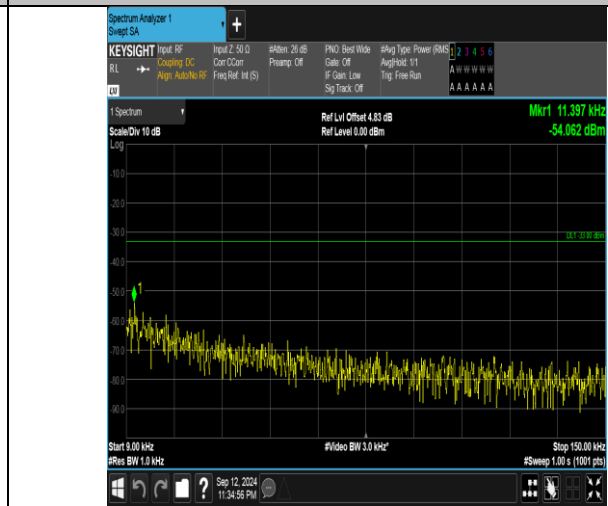 Spectrum Analyzer 1
Swept SA
+
KEYSIGHT Input: RF Input Z: 50 Ω #Atten: 26 dB PNO: Best Wide #Avg Type: Power (RMS 1 2 3 4 5 6
RL Coupling: DC Corr CCorr Preamp: Off Gate: Off Avg|Hold: 1/1 A W W W W W
Align: Auto/No RF Freq Ref: Int (S) IF Gain: Low Trig: Free Run
LXI Sig Track: Off A A A A A A
1 Spectrum Ref Lvl Offset 4.83 dB Mkr1 11.397 kHz
Scale/Div 10 dB Ref Level 0.00 dBm -54.062 dBm
Log
-10.0
-20.0
-30.0
DL1 -33.00 dBm
-40.0
-50.0
1
-60.0
-70.0
-80.0
-90.0
Start 9.00 kHz #Video BW 3.0 kHz* Stop 150.00 kHz
#Res BW 1.0 kHz #Sweep 1.00 s (1001 pts)
? Sep 12, 2024
11:34:56 PM